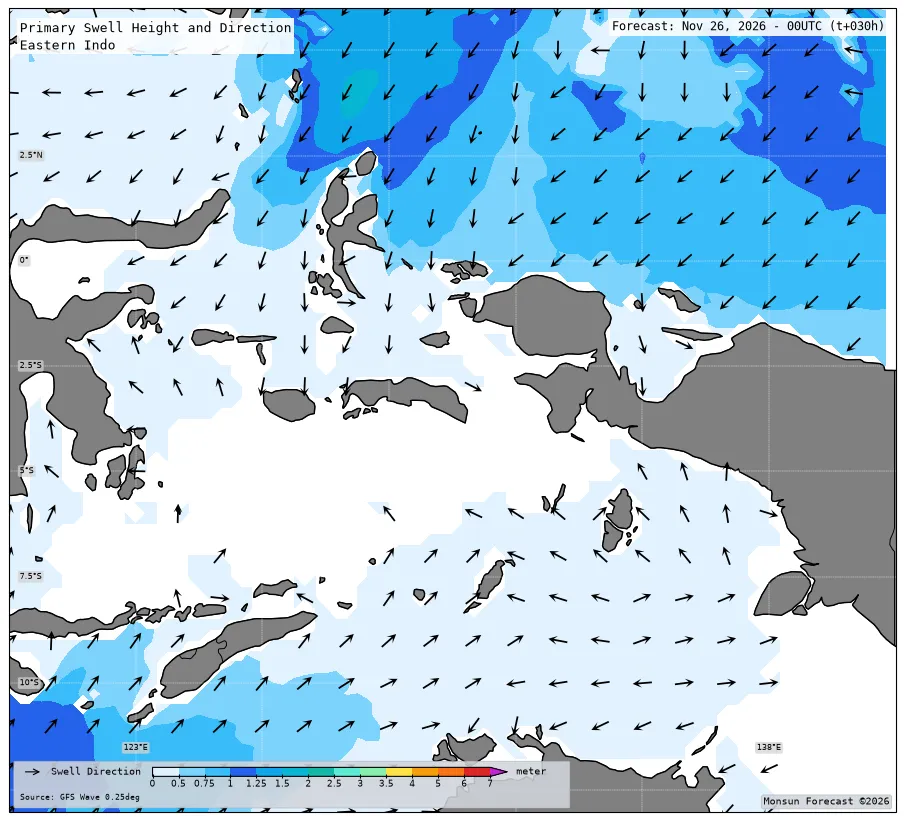 Primary Swell Height and Direction
Eastern Indo
Forecast: Nov 26, 2026 - 00UTC (t+030h)
2.5°N
0°
2.5°S
5°S
7.5°S
10°S
123°E
138°E
Swell Direction
meter
0 0.5 0.75 1 1.25 1.5 2 2.5 3 3.5 4 5 6 7
Source: GFS Wave 0.25deg
Monsun Forecast ©2026